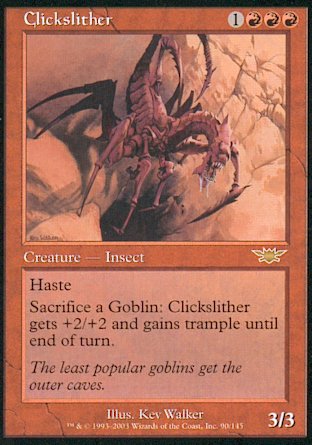 Clickslither 1
Creature — Insect
Haste
Sacrifice a Goblin: Clickslither
gets +2/+2 and gains trample until
end of turn.
The least popular goblins get the
outer caves.
Illus. Kev Walker
™ & © 1993-2003 Wizards of the Coast, Inc. 90/145
3/3